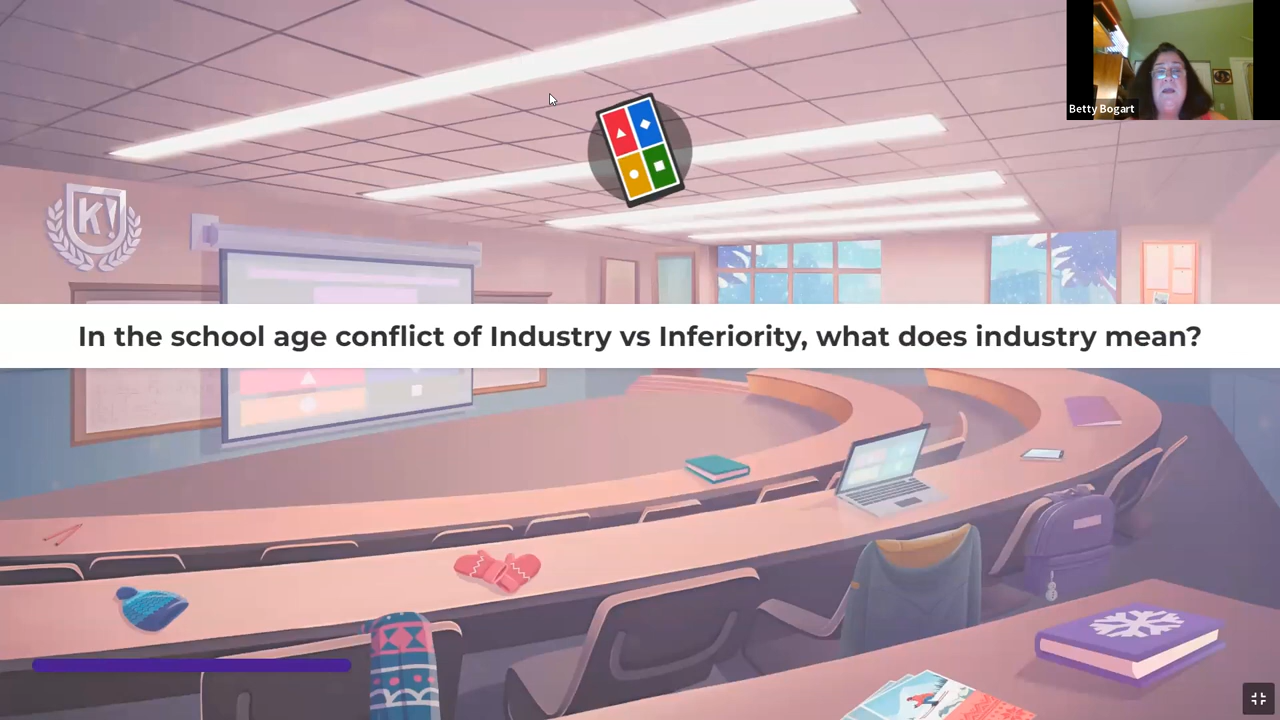 Betty Bogart
K!
In the school age conflict of Industry vs Inferiority, what does industry mean?